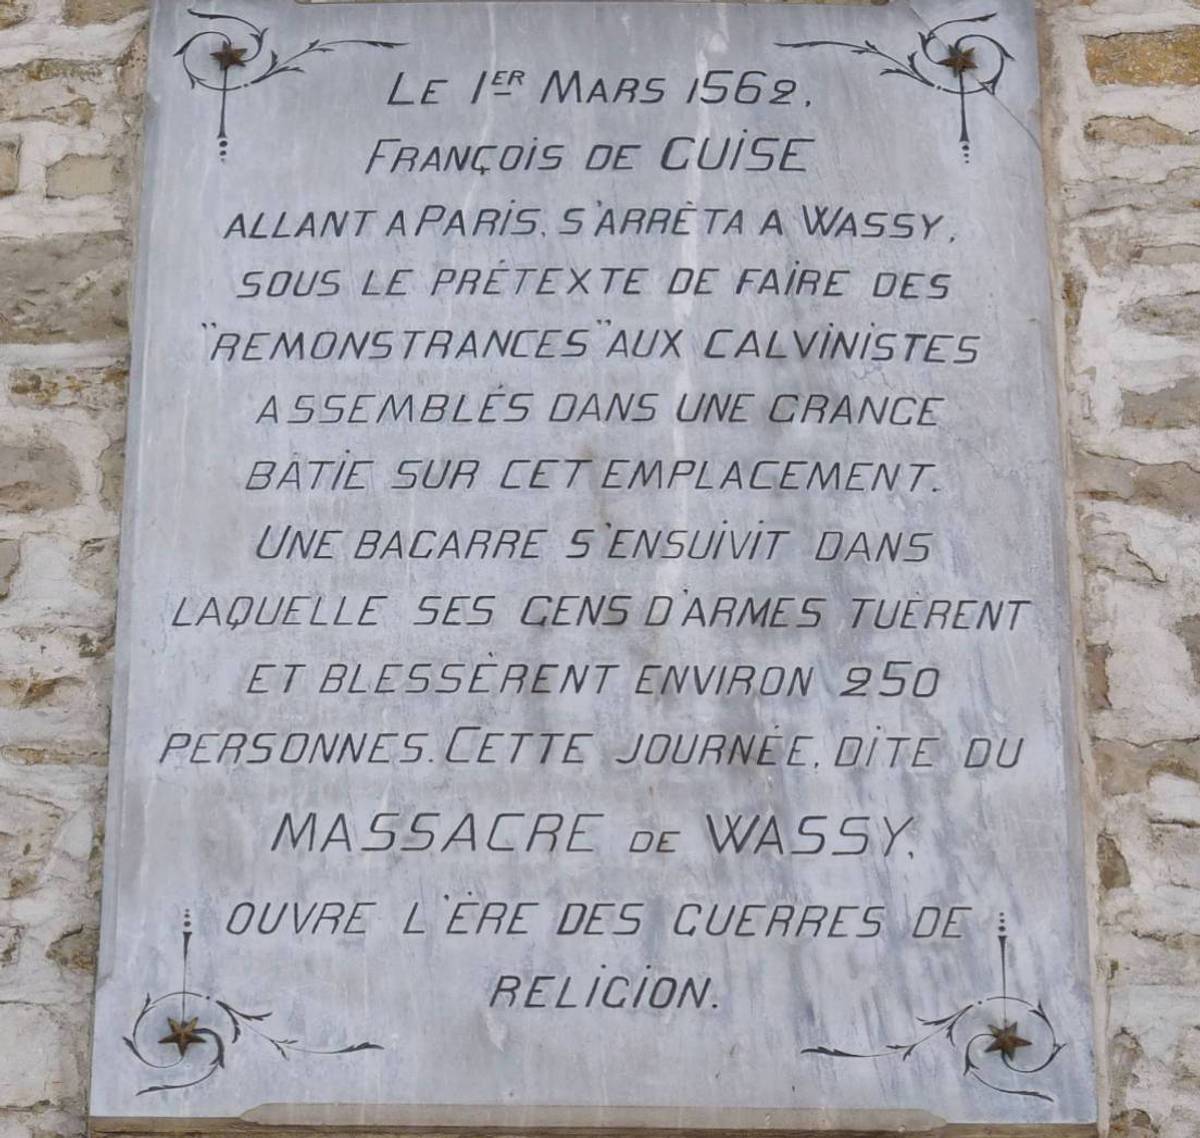 LE 1ER MARS 1562.
FRANÇOIS DE GUISE
ALLANT A PARIS, S'ARRÊTA A WASSY,
SOUS LE PRÉTEXTE DE FAIRE DES
"REMONSTRANCES" AUX CALVINISTES
ASSEMBLÉS DANS UNE GRANGE
BÂTIE SUR CET EMPLACEMENT.
UNE BAGARRE S'ENSUIVIT DANS
LAQUELLE SES GENS D'ARMES TUÈRENT
ET BLESSÈRENT ENVIRON 250
PERSONNES. CETTE JOURNÉE, DITE DU
MASSACRE DE WASSY,
OUVRE L'ÈRE DES GUERRES DE
RELIGION.